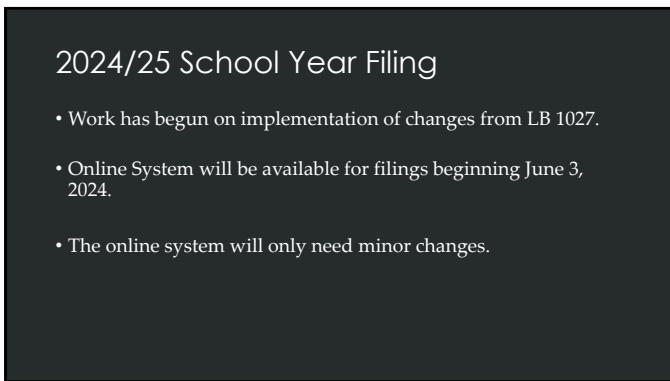 2024/25 School Year Filing
• Work has begun on implementation of changes from LB 1027.
• Online System will be available for filings beginning June 3,
2024.
• The online system will only need minor changes.